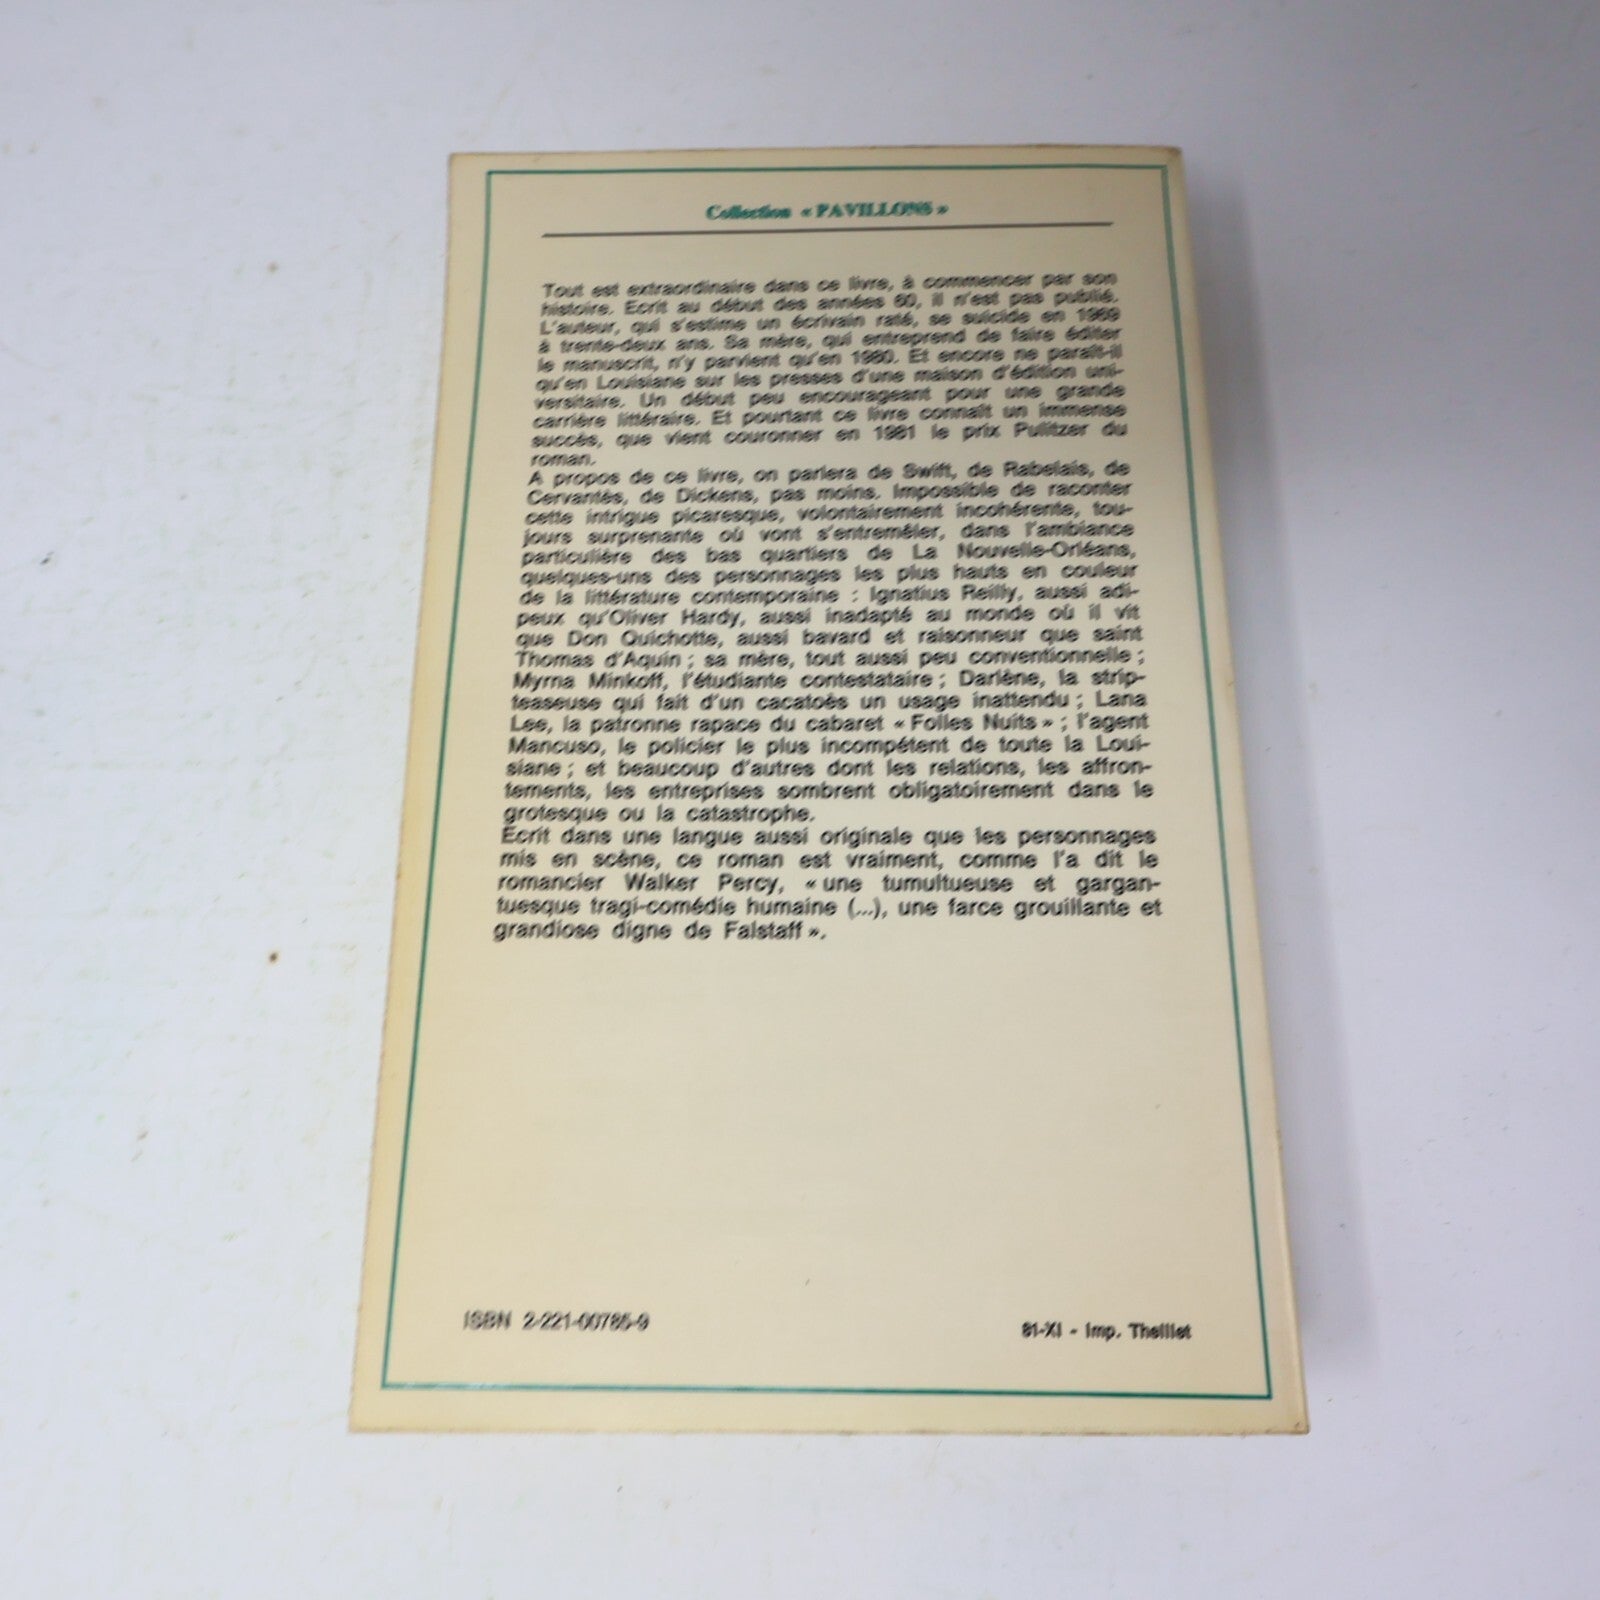 Collection « PAVILLONS »
Tout est extraordinaire dans ce livre, à commencer par son
histoire. Ecrit au début des années 60, il n'est pas publié.
L'auteur, qui s'estime un écrivain raté, se suicide en 1969
à trente-deux ans. Sa mère, qui entreprend de faire éditer
le manuscrit, n'y parvient qu'en 1980. Et encore ne paraît-il
qu'en Louisiane sur les presses d'une maison d'édition uni-
versitaire. Un début peu encourageant pour une grande
carrière littéraire. Et pourtant ce livre connaît un immense
succès, que vient couronner en 1981 le prix Pulitzer du
roman.
A propos de ce livre, on parlera de Swift, de Rabelais, de
Cervantès, de Dickens, pas moins. Impossible de raconter
cette intrigue picaresque, volontairement incohérente, tou-
jours surprenante où vont s'entremêler, dans l'ambiance
particulière des bas quartiers de La Nouvelle-Orléans,
quelques-uns des personnages les plus hauts en couleur
de la littérature contemporaine : Ignatius Reilly, aussi adi-
peux qu'Oliver Hardy, aussi inadapté au monde où il vit
que Don Quichotte, aussi bavard et raisonneur que saint
Thomas d'Aquin ; sa mère, tout aussi peu conventionnelle ;
Myrna Minkoff, l'étudiante contestataire ; Darlène, la strip-
teaseuse qui fait d'un cacatoès un usage inattendu ; Lana
Lee, la patronne rapace du cabaret « Folles Nuits » ; l'agent
Mancuso, le policier le plus incompétent de toute la Loui-
siane ; et beaucoup d'autres dont les relations, les affron-
tements, les entreprises sombrent obligatoirement dans le
grotesque ou la catastrophe.
Ecrit dans une langue aussi originale que les personnages
mis en scène, ce roman est vraiment, comme l'a dit le
romancier Walker Percy, « une tumultueuse et gargan-
tuesque tragi-comédie humaine (...), une farce grouillante et
grandiose digne de Falstaff ».
ISBN 2-221-00785-9
81-XI - Imp. Theillet